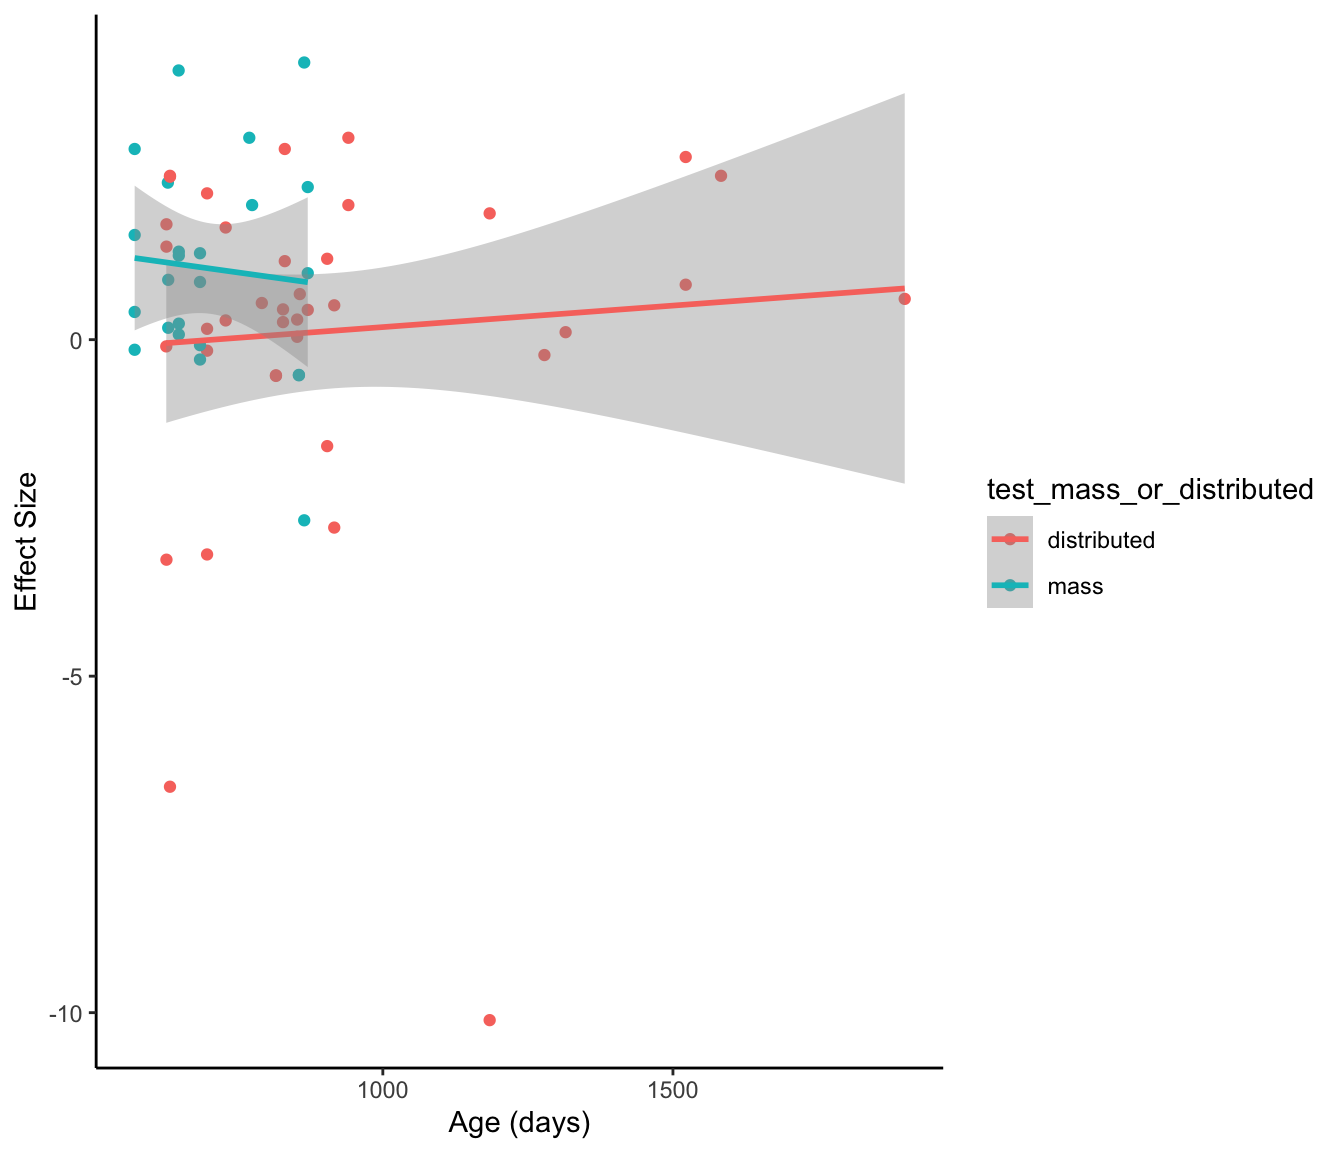 0
-5
-10
1000
1500
Age (days)
Effect Size
test_mass_or_distributed
distributed
mass